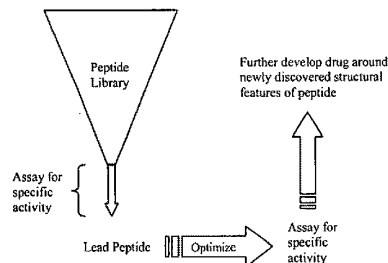 Peptide
Library
Further develop drug around
newly discovered structural
features of peptide
Assay for
specific
activity
Lead Peptide
Optimize
Assay for
specific
activity